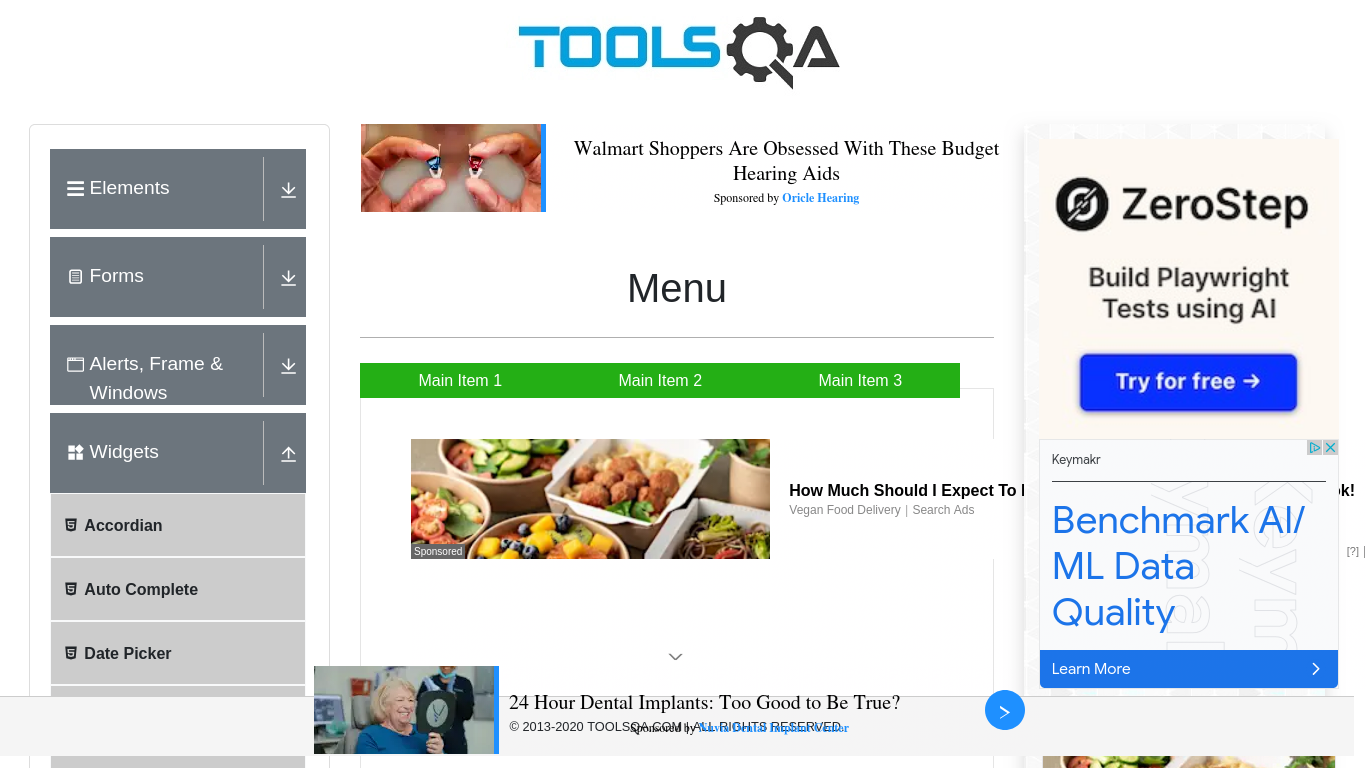 TOOLSQA
Elements
Forms
Alerts, Frame &
Windows
Widgets
Accordian
Auto Complete
Date Picker
Walmart Shoppers Are Obsessed With These Budget
Hearing Aids
Sponsored by Oricle Hearing
Menu
Main Item 1
Main Item 2
Main Item 3
Sponsored
How Much Should I Expect To
Vegan Food Delivery | Search Ads
[?] |
ZeroStep
Build Playwright
Tests using AI
Try for free →
Keymakr
Benchmark AI/
ML Data
Quality
Learn More
24 Hour Dental Implants: Too Good to Be True?
© 2013-2020 TOOLSQA.COM | ALL RIGHTS RESERVED.
Sponsored by Nuvia Dental Implant Center